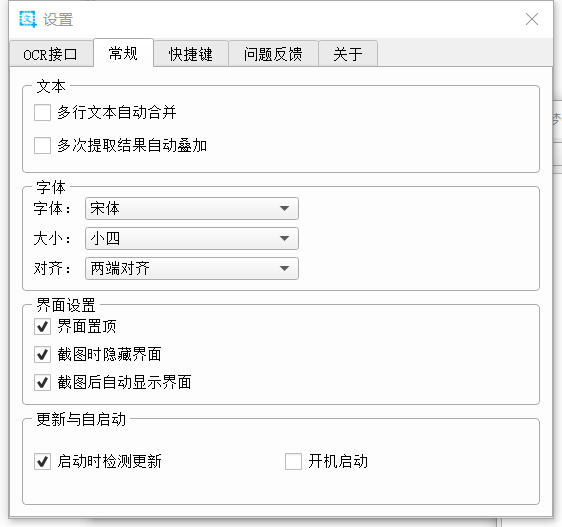 设置
OCR接口 常规 快捷键 问题反馈 关于
文本
多行文本自动合并
多次提取结果自动叠加
字体
字体: 宋体
大小: 小四
对齐: 两端对齐
界面设置
界面置顶
截图时隐藏界面
截图后自动显示界面
更新与自启动
启动时检测更新 开机启动